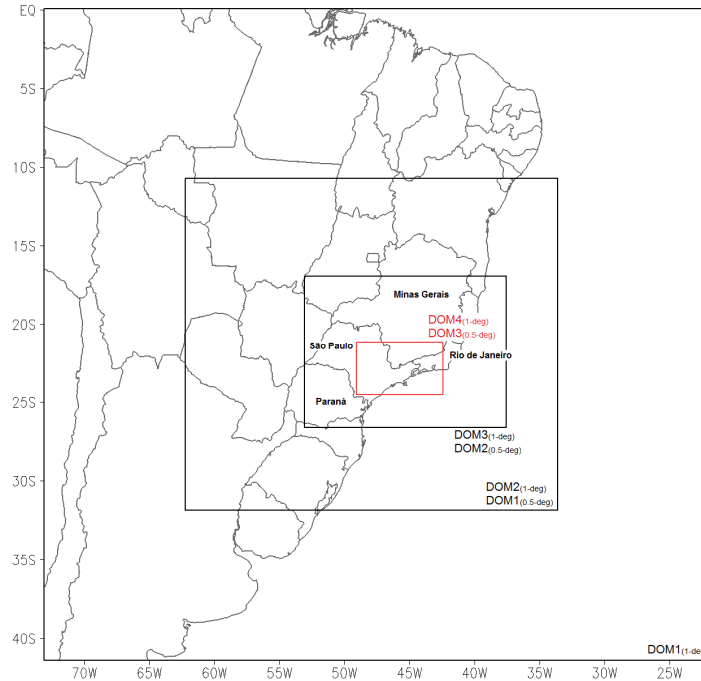 EQ
5S
10S
15S
Minas Gerais
20S
DOM4(1-deg)
DOM3(0.5-deg)
São Paulo
Rio de Janeiro
25S
Paranà
DOM3(1-deg)
DOM2(0.5-deg)
30S
DOM2(1-deg)
DOM1(0.5-deg)
35S
40S
DOM1(1-de
70W 65W 60W 55W 50W 45W 40W 35W 30W 25W